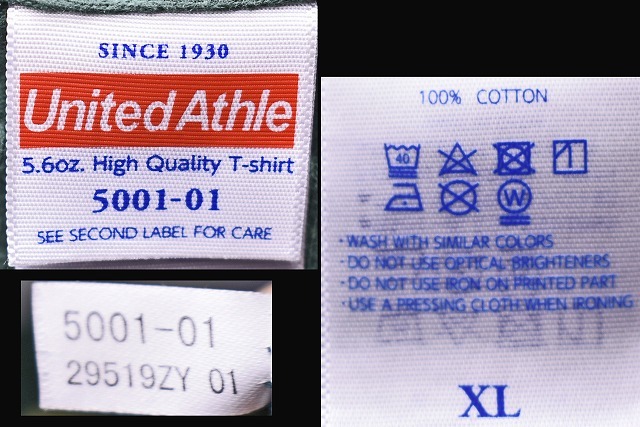 SINCE 1930
United Athle
5.6oz. High Quality T-shirt
5001-01
SEE SECOND LABEL FOR CARE
5001-01
29519ZY 01
100% COTTON
40
W
・WASH WITH SIMILAR COLORS
・DO NOT USE OPTICAL BRIGHTENERS
・DO NOT USE IRON ON PRINTED PART
・USE A PRESSING CLOTH WHEN IRONING
XL